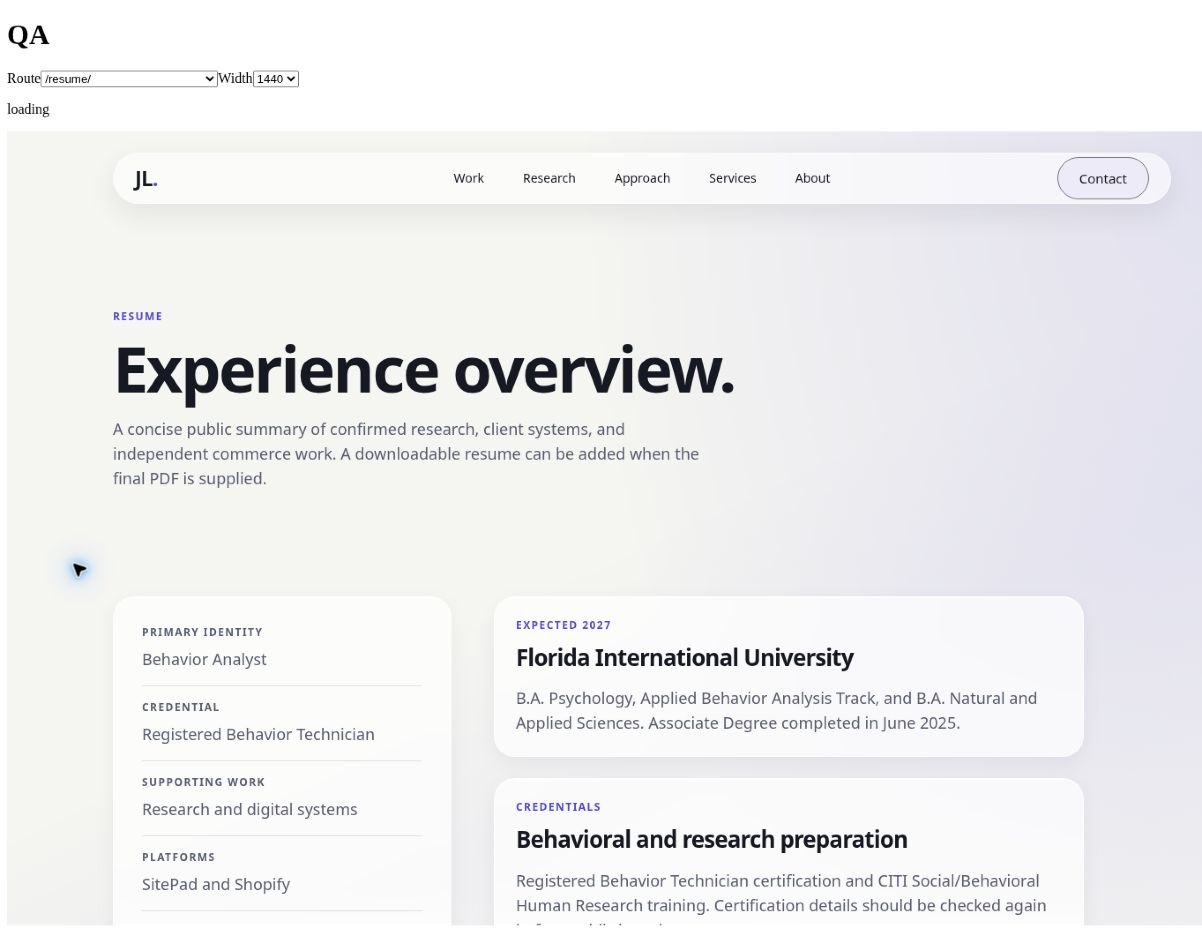 QA
Route /resume/ Width 1440
loading
JL.
Work Research Approach Services About Contact
RESUME
Experience overview.
A concise public summary of confirmed research, client systems, and
independent commerce work. A downloadable resume can be added when the
final PDF is supplied.
PRIMARY IDENTITY
Behavior Analyst
CREDENTIAL
Registered Behavior Technician
SUPPORTING WORK
Research and digital systems
PLATFORMS
SitePad and Shopify
EXPECTED 2027
Florida International University
B.A. Psychology, Applied Behavior Analysis Track, and B.A. Natural and
Applied Sciences. Associate Degree completed in June 2025.
CREDENTIALS
Behavioral and research preparation
Registered Behavior Technician certification and CITI Social/Behavioral
Human Research training. Certification details should be checked again